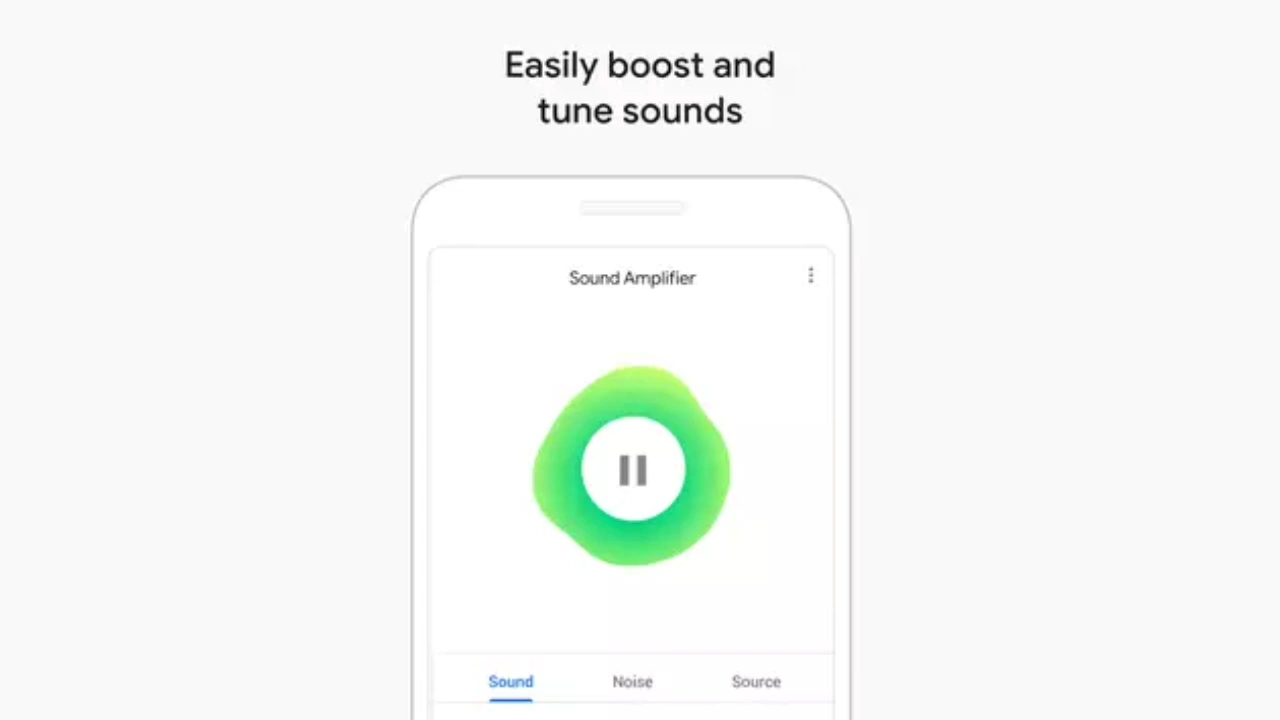 Easily boost and
tune sounds
Sound Amplifier
Sound Noise Source